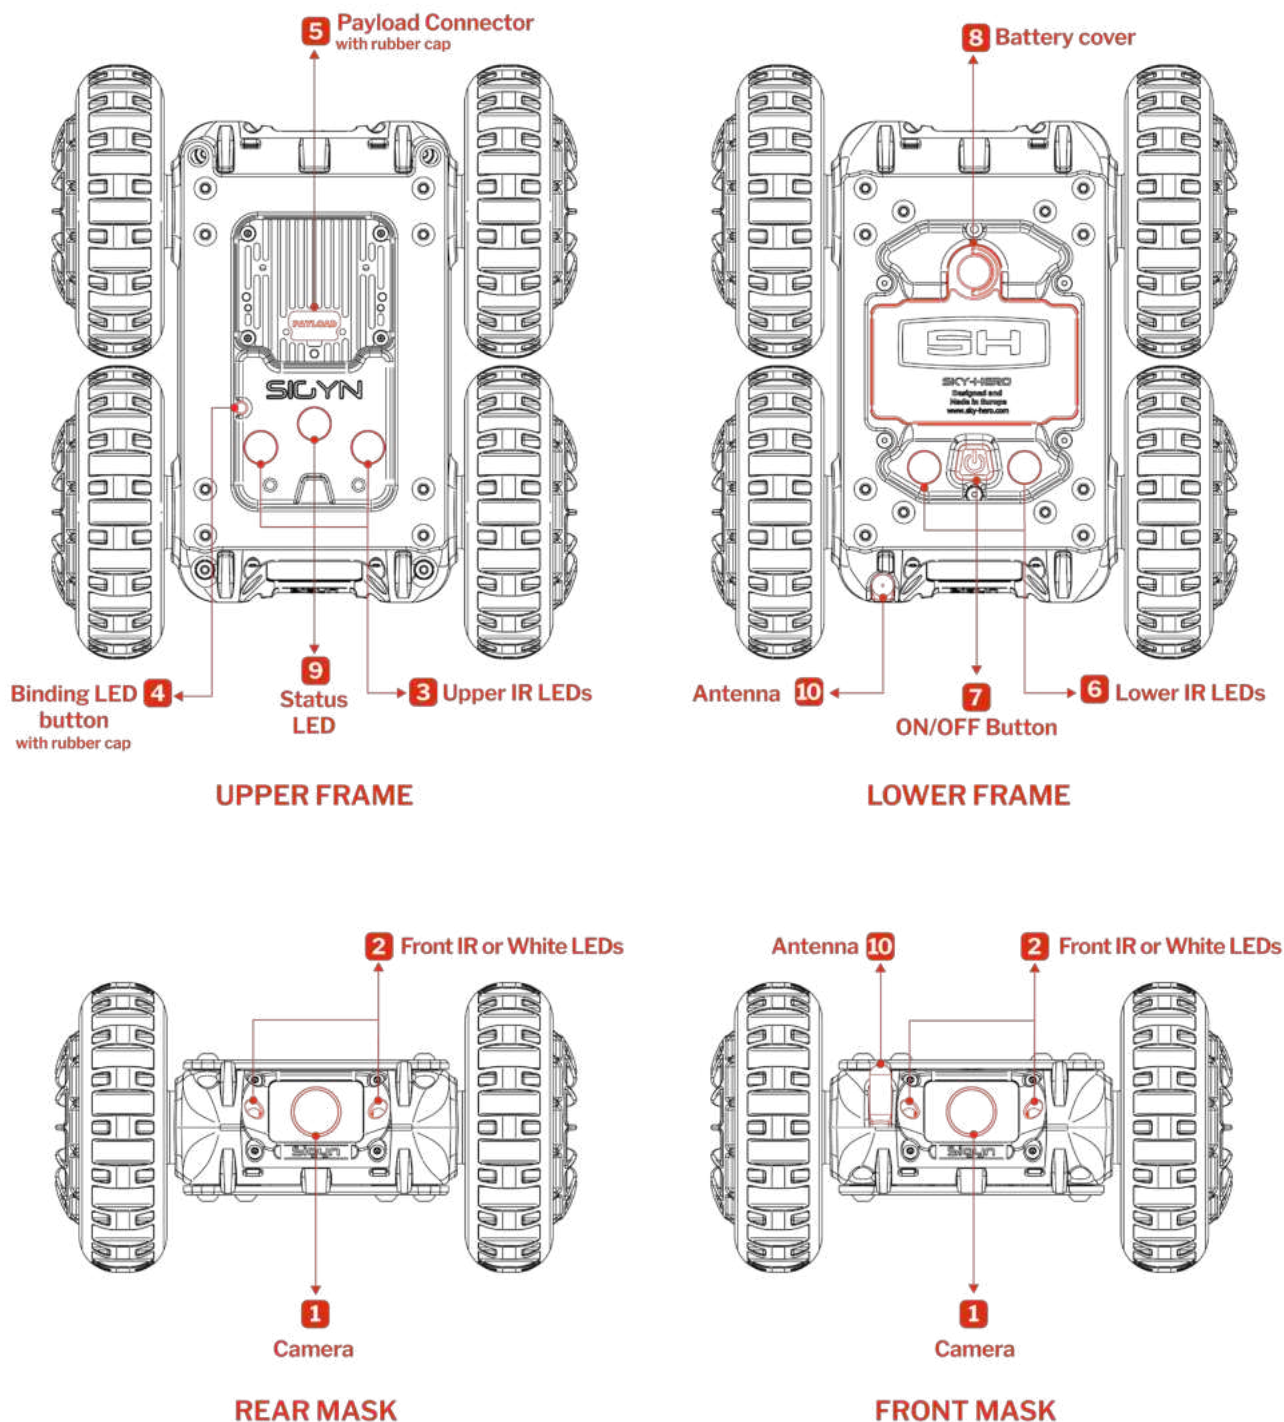 5 Payload Connector
with rubber cap
8 Battery cover
PAYLOAD
SIGYN
SH
SKY-HERO
Designed and
Made in Europe
www.sky-hero.com
Binding LED 4
button
with rubber cap
9
Status
LED
3 Upper IR LEDs
Antenna 10
7
ON/OFF Button
6 Lower IR LEDs
UPPER FRAME
LOWER FRAME
2 Front IR or White LEDs
Antenna 10
2 Front IR or White LEDs
Sigyn
Sigyn
1
Camera
1
Camera
REAR MASK
FRONT MASK